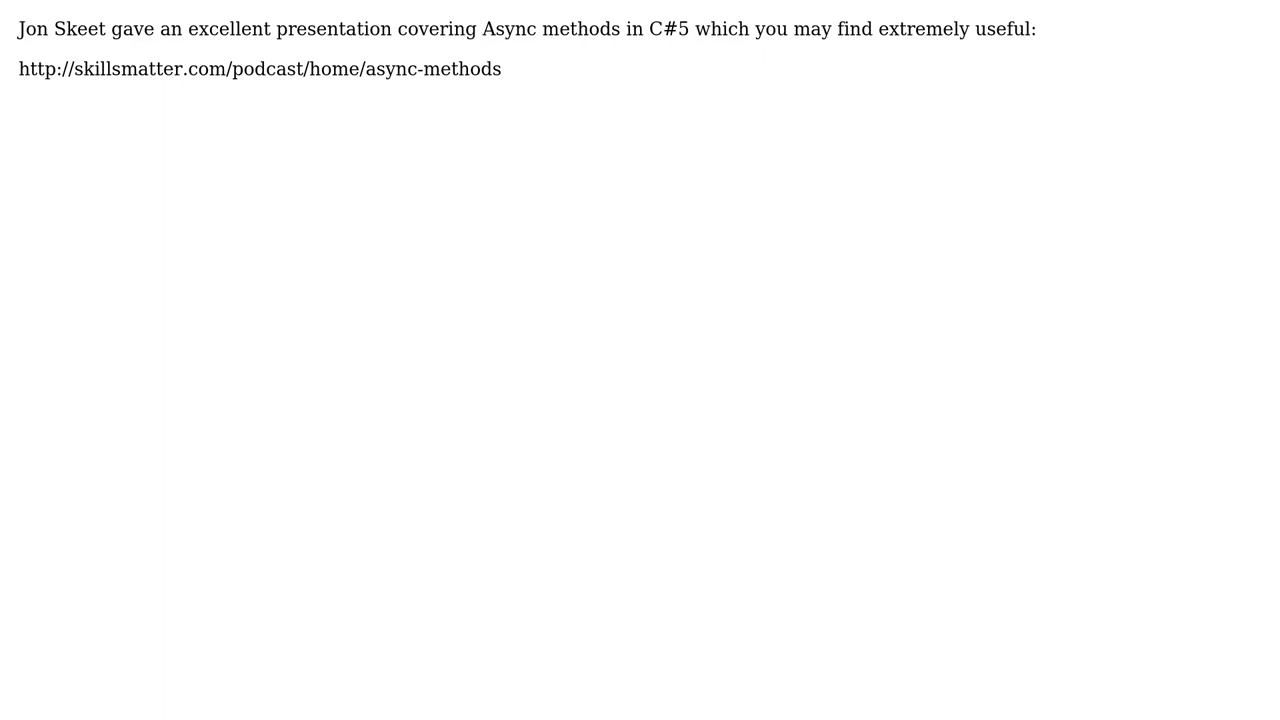 Jon Skeet gave an excellent presentation covering Async methods in C#5 which you may find extremely useful:
http://skillsmatter.com/podcast/home/async-methods